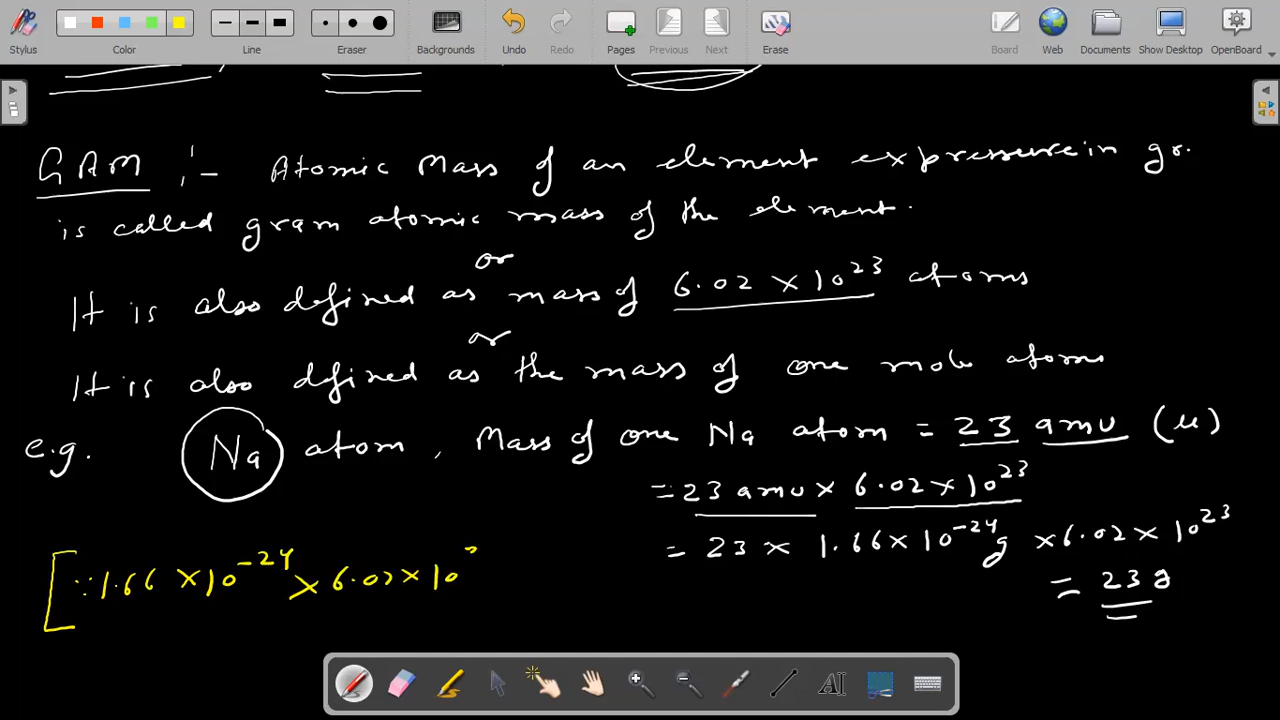 Stylus Color Line Eraser Backgrounds Undo Redo Pages Previous Next Erase Board Web Documents Show Desktop OpenBoard
GAM :- Atomic Mass of an element expressure in gr.
is called gram atomic mass of the element.
or
It is also defined as mass of 6.02 × 10²³ atoms
or
It is also defined as the mass of one mole atoms
e.g. Na atom, Mass of one Na atom = 23 amu (u)
= 23 amu × 6.02 × 10²³
= 23 × 1.66 × 10⁻²⁴ g × 6.02 × 10²³
= 23 g
[∵ 1.66 × 10⁻²⁴ × 6.02 × 10²